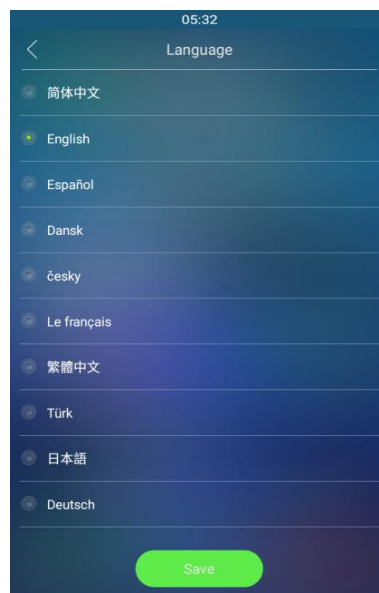 05:32
Language
简体中文
English
Español
Dansk
česky
Le français
繁體中文
Türk
日本語
Deutsch
Save